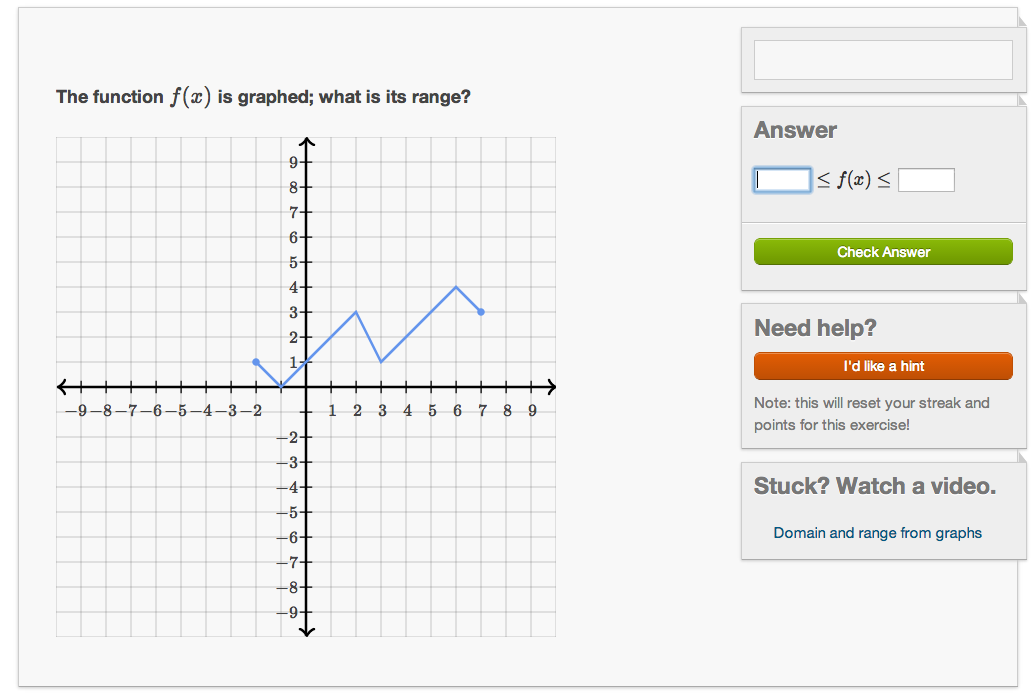 The function f(x) is graphed; what is its range?
9
8
7
6
5
4
3
2
1
−9 −8 −7 −6 −5 −4 −3 −2 1 2 3 4 5 6 7 8 9
−2
−3
−4
−5
−6
−7
−8
−9
Answer
≤ f(x) ≤
Check Answer
Need help?
I'd like a hint
Note: this will reset your streak and
points for this exercise!
Stuck? Watch a video.
Domain and range from graphs